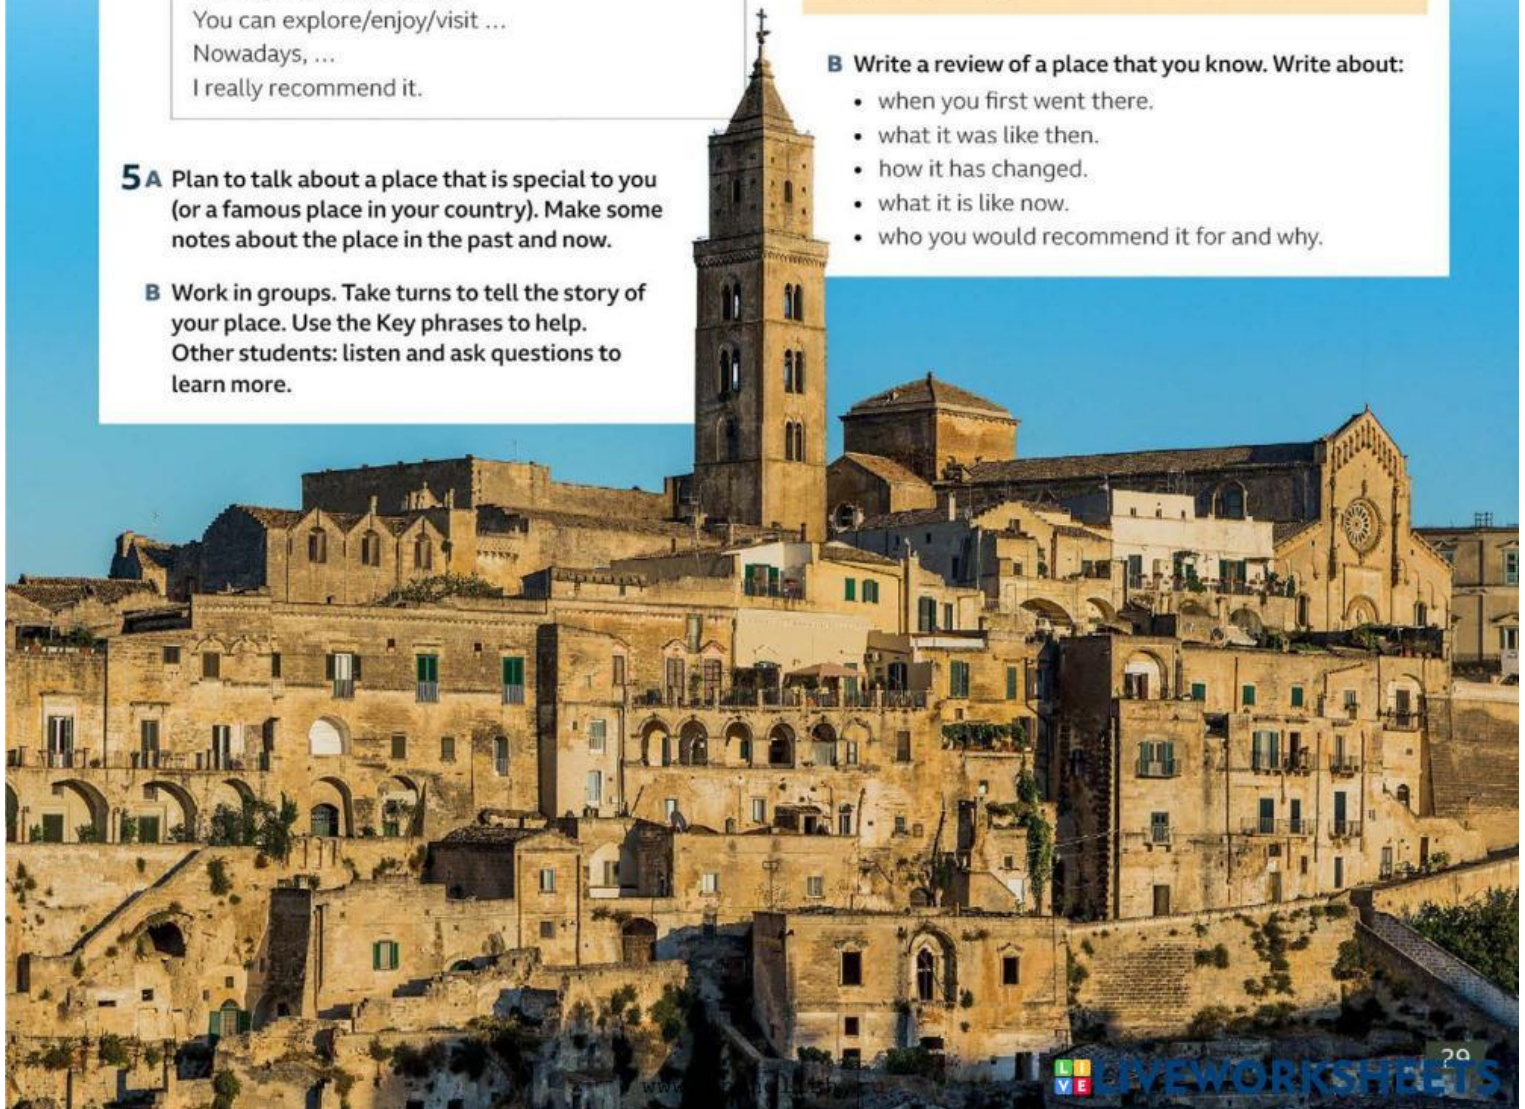 You can explore/enjoy/visit ...
Nowadays, ...
I really recommend it.
5 A Plan to talk about a place that is special to you
(or a famous place in your country). Make some
notes about the place in the past and now.
B Work in groups. Take turns to tell the story of
your place. Use the Key phrases to help.
Other students: listen and ask questions to
learn more.
B Write a review of a place that you know. Write about:
• when you first went there.
• what it was like then.
• how it has changed.
• what it is like now.
• who you would recommend it for and why.
29
LIVE LIVEWORKSHEETS